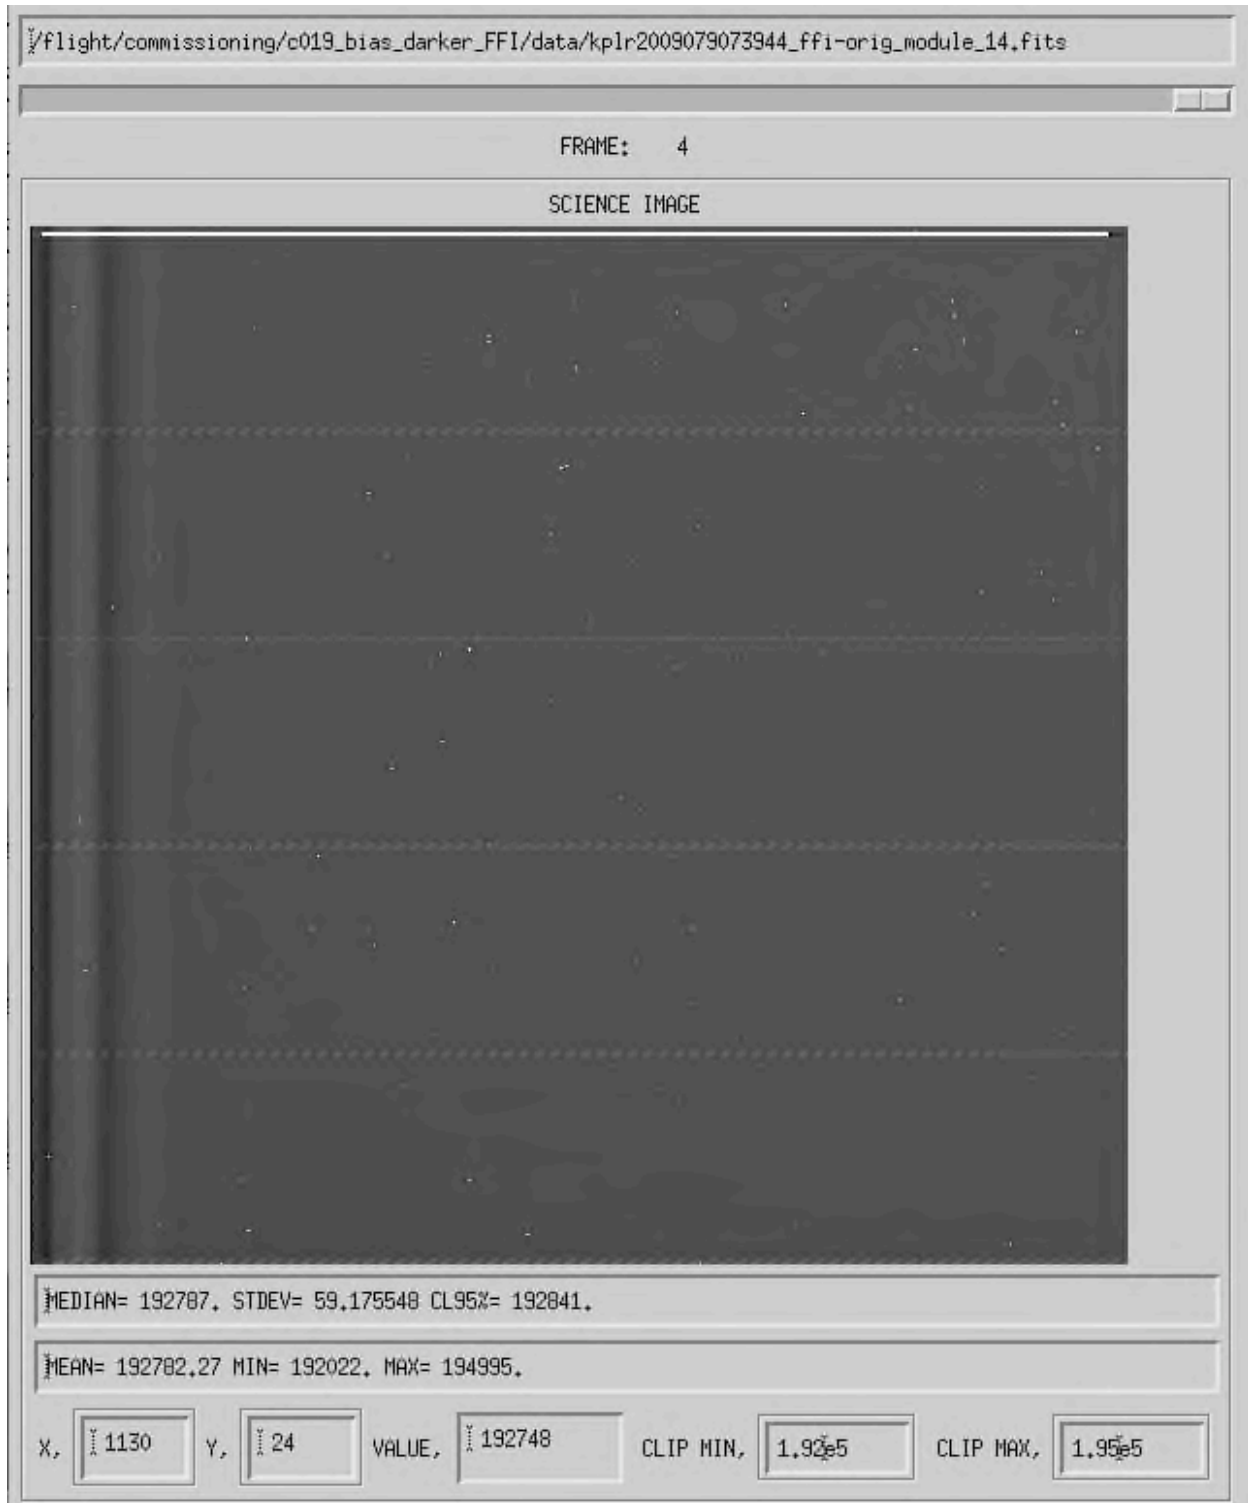 /flight/commissioning/c019_bias_darker_FFI/data/kplr2009079073944_ffi-orig_module_14.fits
FRAME: 4
SCIENCE IMAGE
MEDIAN= 192787. STDEV= 59.175548 CL95%= 192841.
MEAN= 192782.27 MIN= 192022. MAX= 194995.
X, 1130 Y, 24 VALUE, 192748 CLIP MIN, 1.92e5 CLIP MAX, 1.95e5